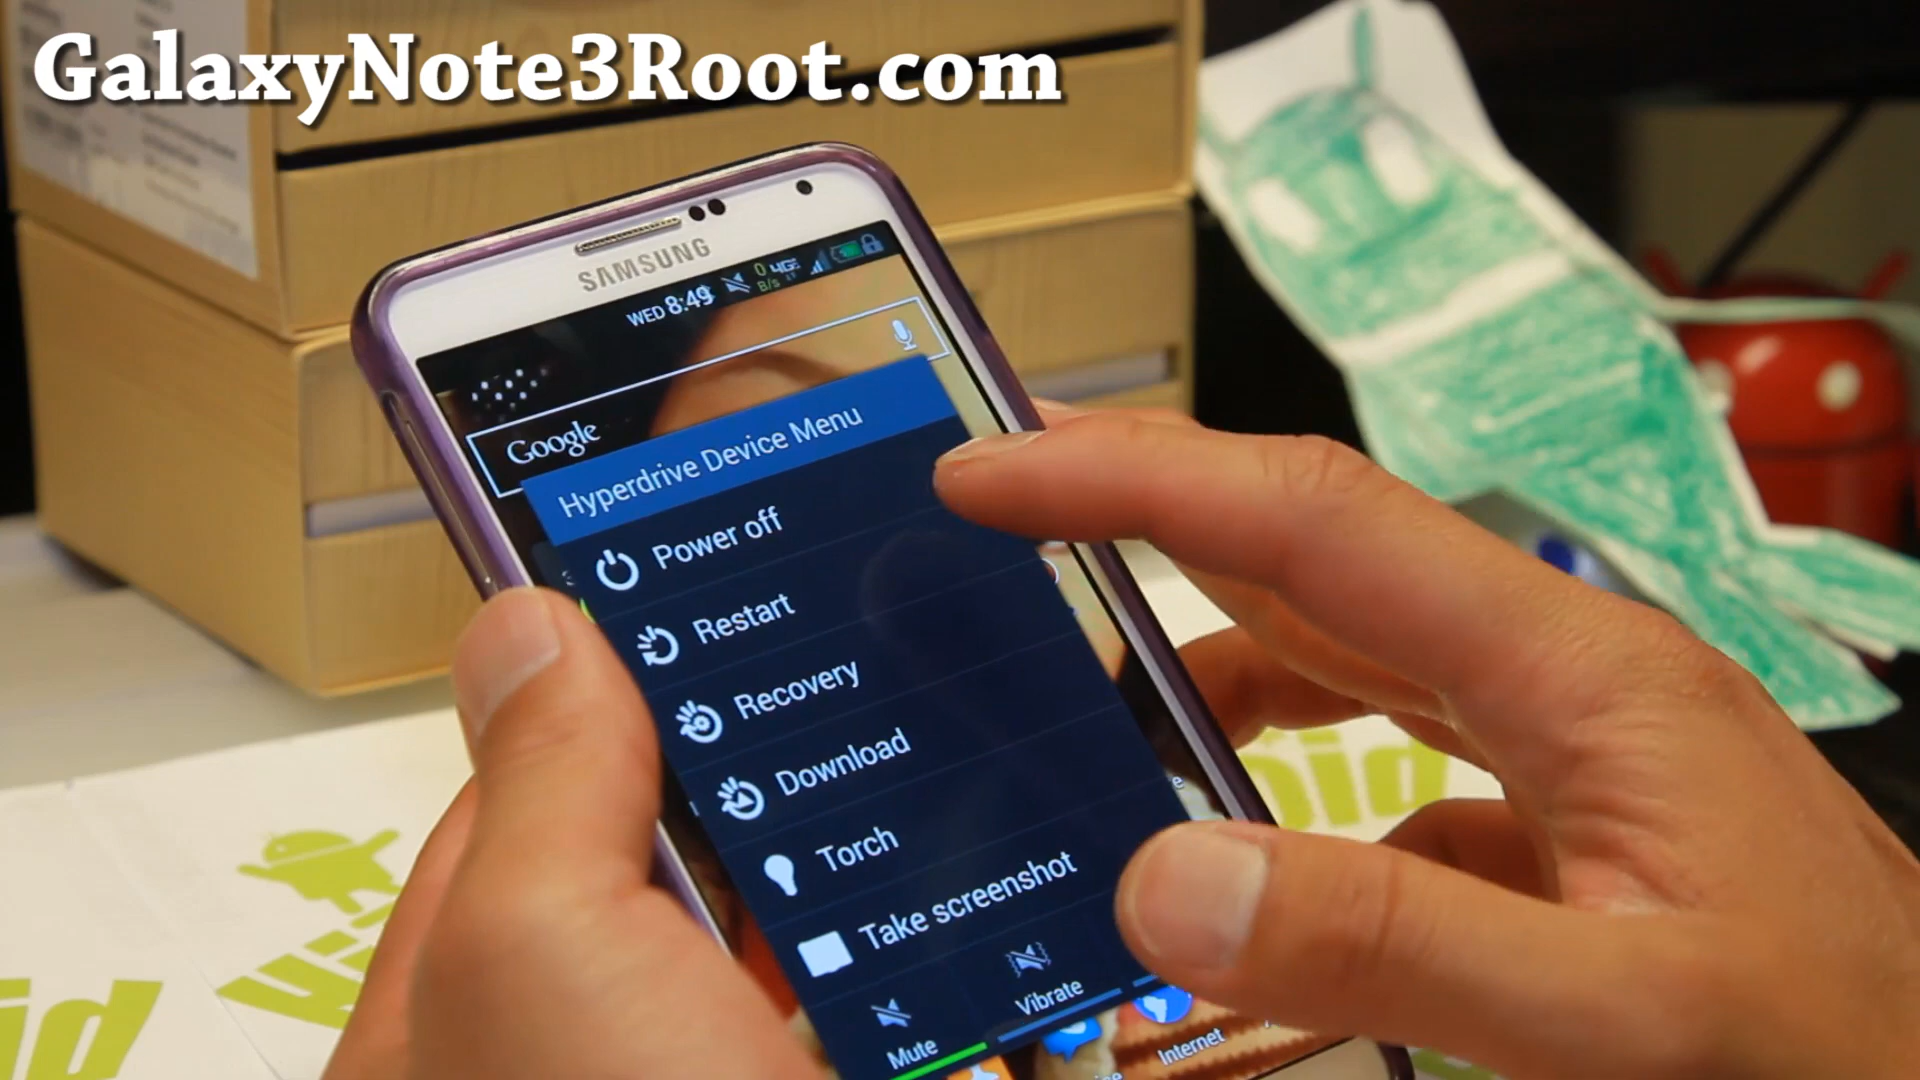 GalaxyNote3Root.com
SAMSUNG
WED 8:49
0 B/s 4G
Google
Hyperdrive Device Menu
Power off
Restart
Recovery
Download
Torch
Take screenshot
Mute
Vibrate
Internet